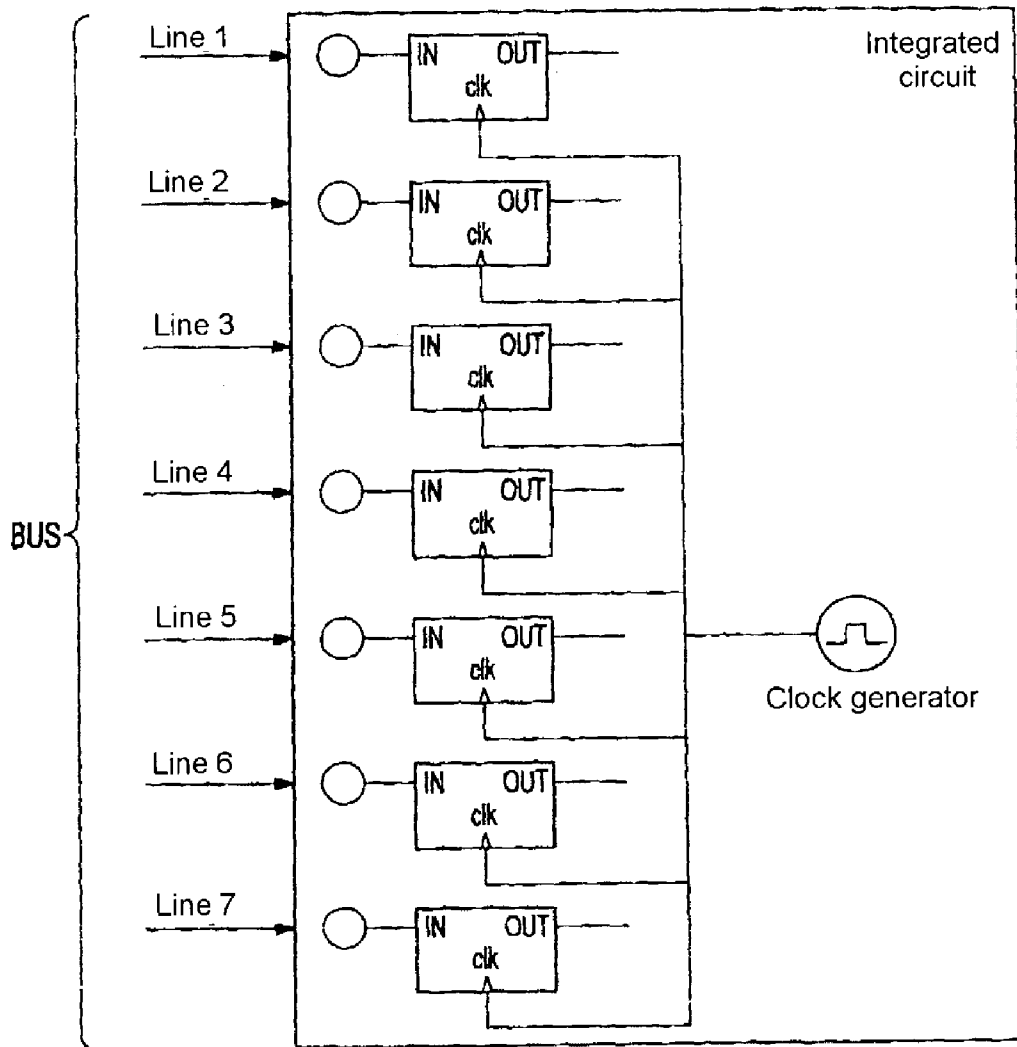 Line 1
IN OUT
clk
Integrated
circuit
Line 2
IN OUT
clk
Line 3
IN OUT
clk
Line 4
IN OUT
clk
BUS
Line 5
IN OUT
clk
Clock generator
Line 6
IN OUT
clk
Line 7
IN OUT
clk